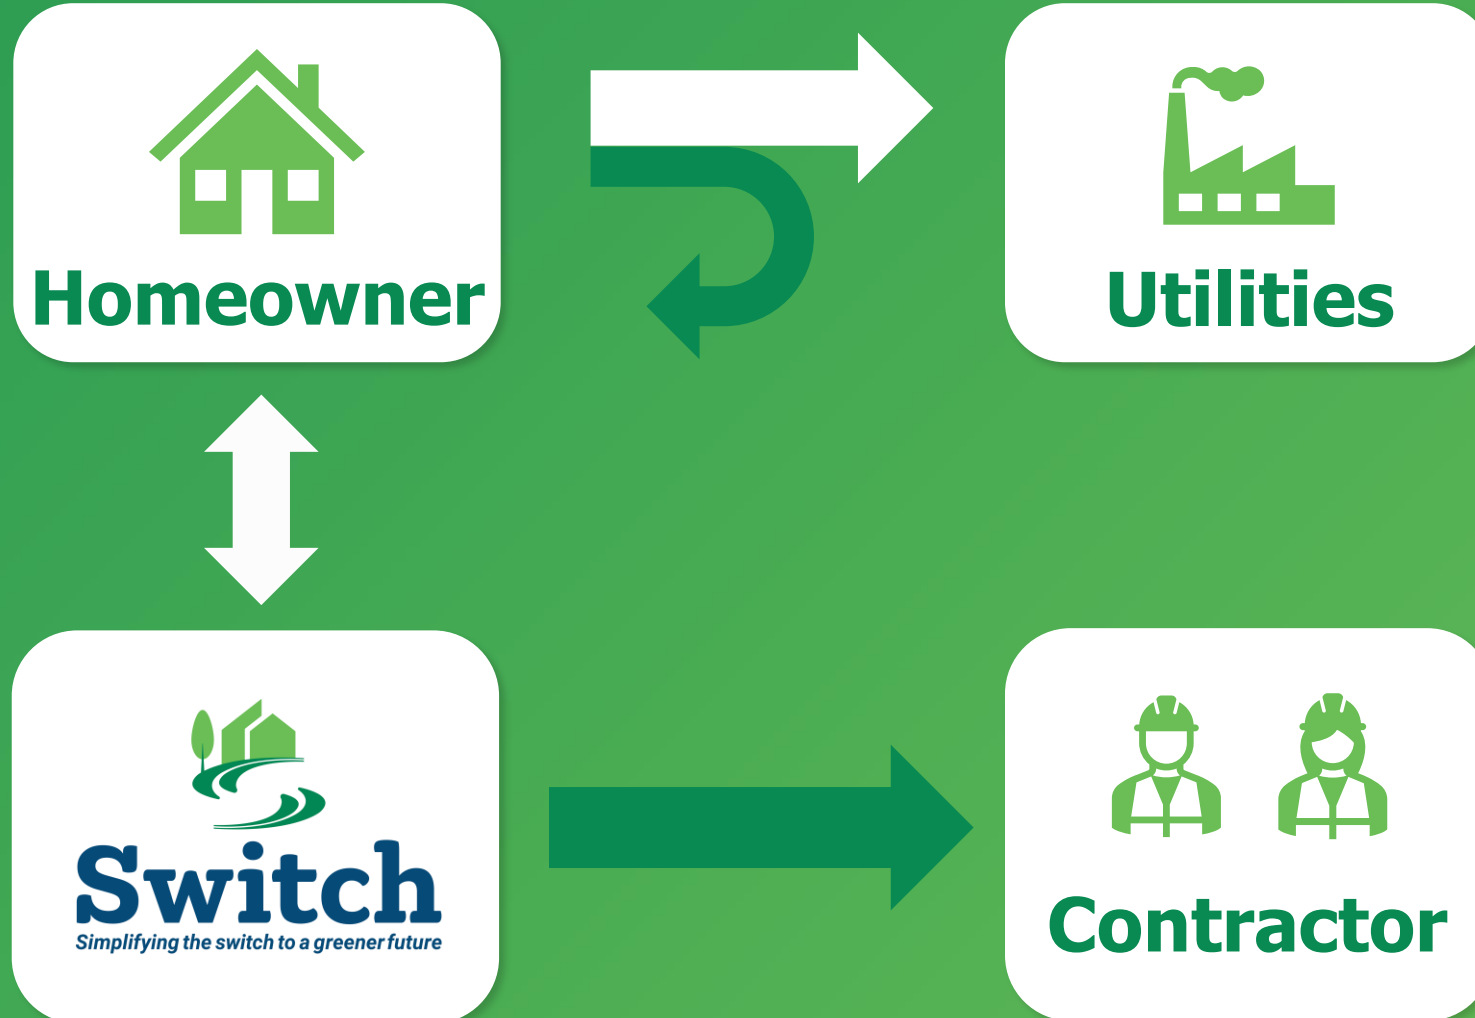 Homeowner
Utilities
Switch
Simplifying the switch to a greener future
Contractor